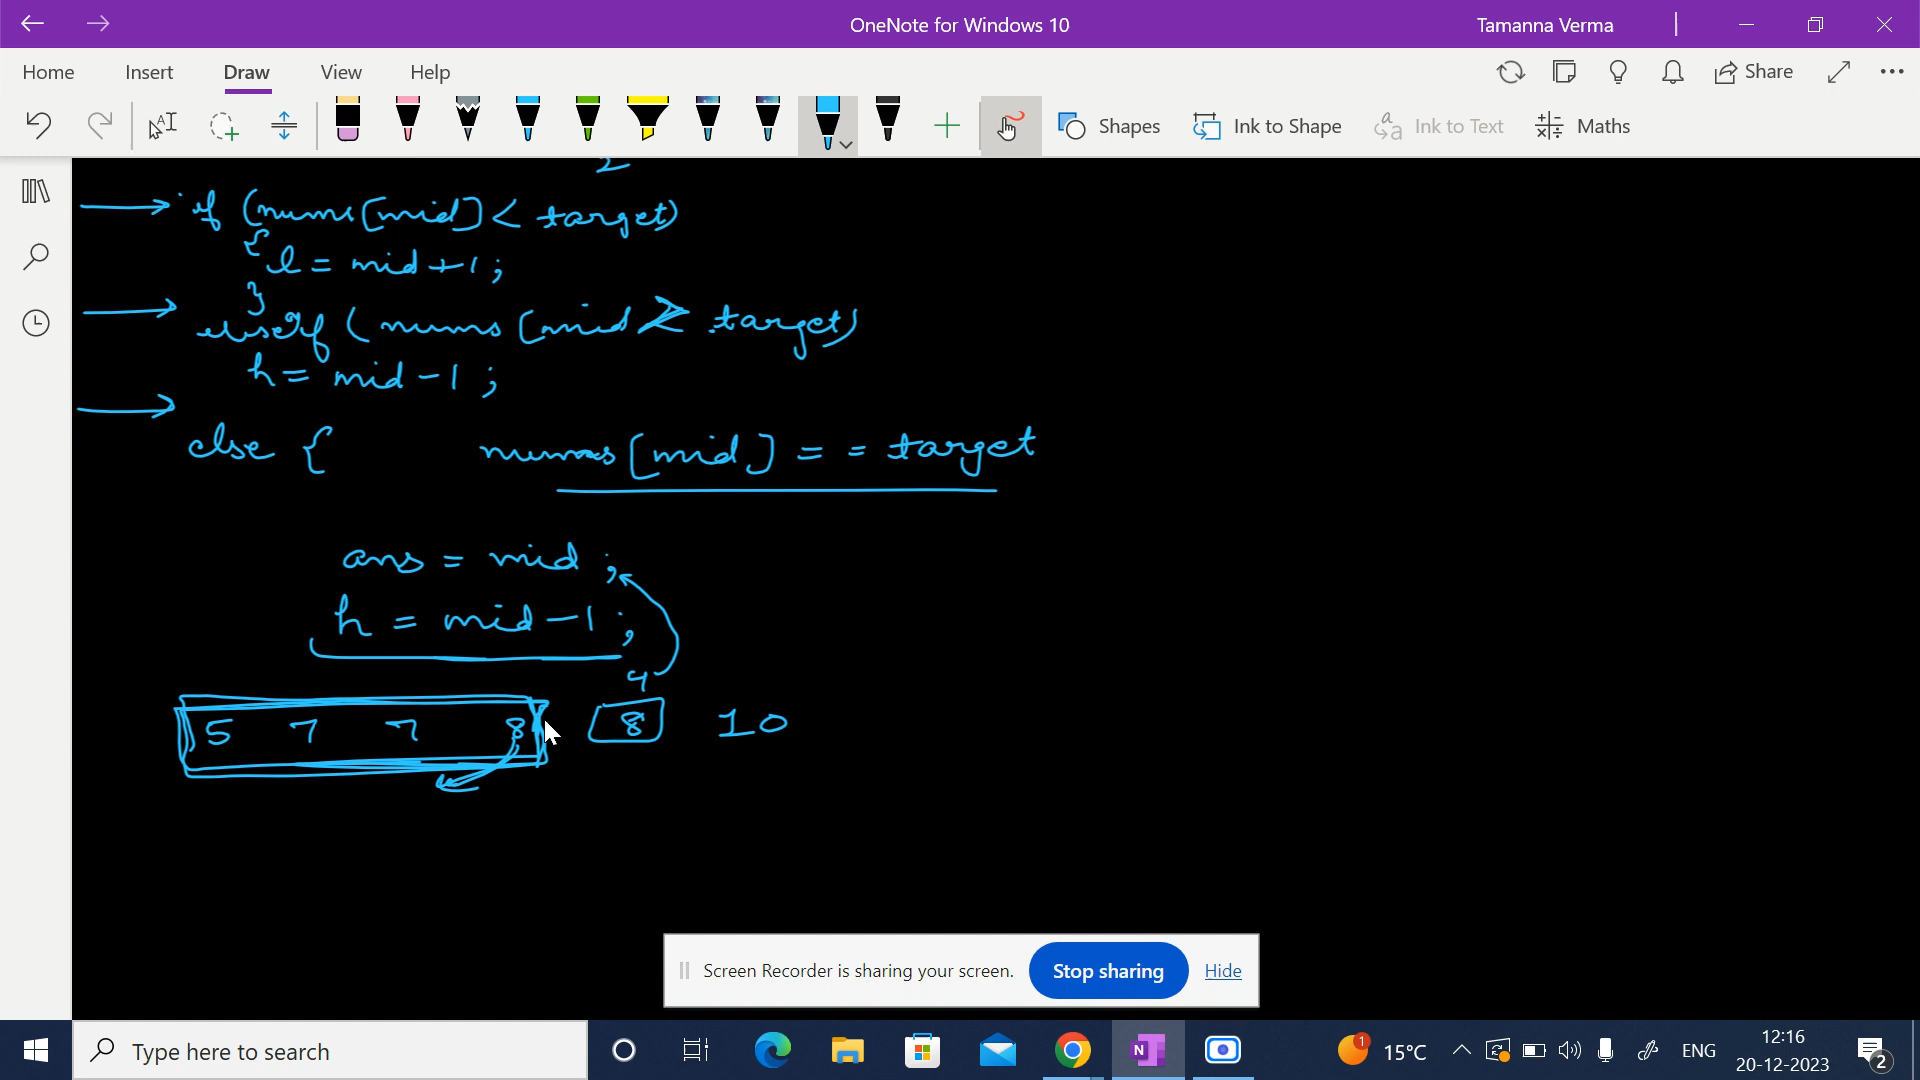 OneNote for Windows 10
Tamanna Verma
Home Insert Draw View Help
Share
Shapes Ink to Shape Ink to Text Maths
2
if (nums[mid] < target)
{ l = mid+1;
}
elseif (nums[mid > target)
h = mid-1;
else { nums[mid] == target
ans = mid;
h = mid-1;
4
5 7 7 8 8 10
Screen Recorder is sharing your screen. Stop sharing Hide
Type here to search
1
15°C
ENG
12:16
20-12-2023
2